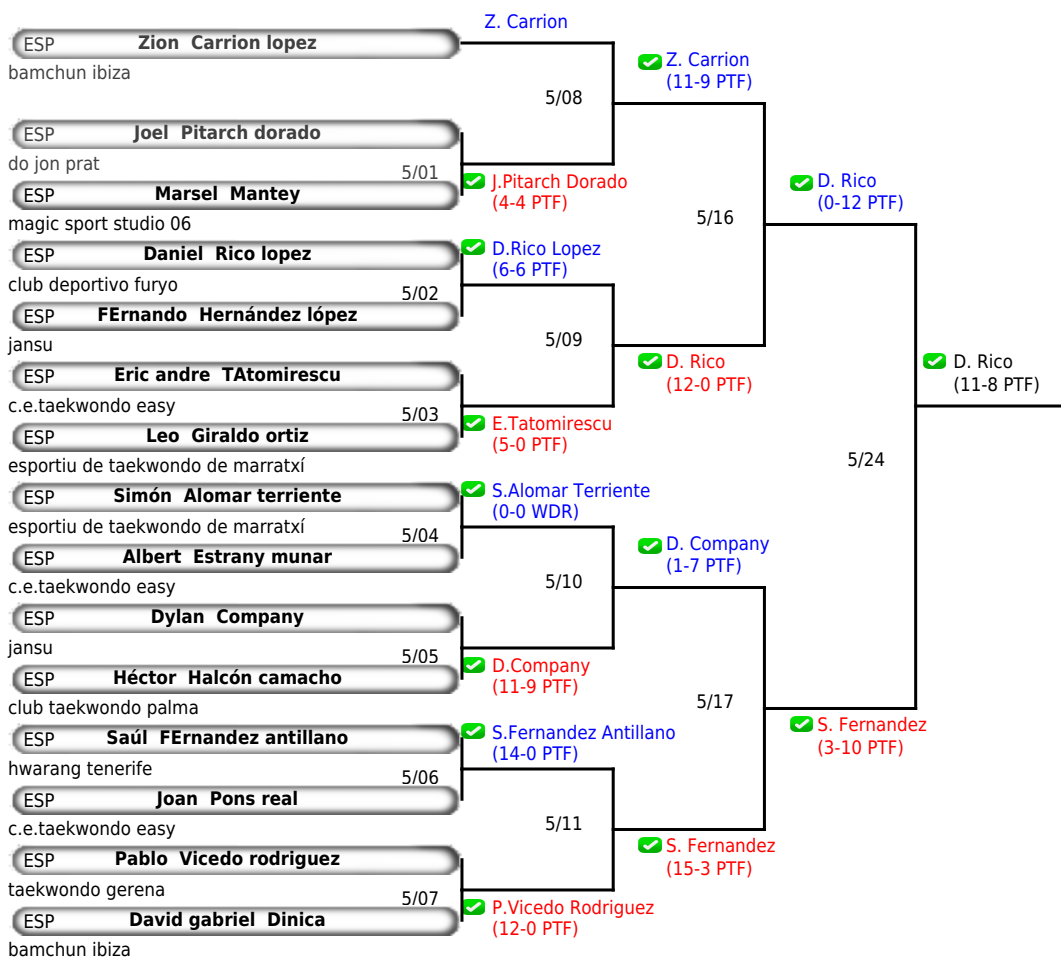 Z. Carrion
ESP Zion Carrion lopez
bamchun ibiza
Z. Carrion
(11-9 PTF)
5/08
ESP Joel Pitarch dorado
do jon prat
5/01
J.Pitarch Dorado
(4-4 PTF)
ESP Marsel Mantey
magic sport studio 06
D. Rico
(0-12 PTF)
5/16
ESP Daniel Rico lopez
club deportivo furyo
D.Rico Lopez
(6-6 PTF)
5/02
ESP FErnando Hernández lópez
jansu
5/09
D. Rico
(12-0 PTF)
D. Rico
(11-8 PTF)
ESP Eric andre TAtomirescu
c.e.taekwondo easy
5/03
E.Tatomirescu
(5-0 PTF)
ESP Leo Giraldo ortiz
esportiu de taekwondo de marratxí
5/24
ESP Simón Alomar terriente
esportiu de taekwondo de marratxí
S.Alomar Terriente
(0-0 WDR)
5/04
ESP Albert Estrany munar
c.e.taekwondo easy
D. Company
(1-7 PTF)
5/10
ESP Dylan Company
jansu
5/05
D.Company
(11-9 PTF)
ESP Héctor Halcón camacho
club taekwondo palma
5/17
S. Fernandez
(3-10 PTF)
ESP Saúl FErnandez antillano
hwarang tenerife
S.Fernandez Antillano
(14-0 PTF)
5/06
ESP Joan Pons real
c.e.taekwondo easy
5/11
S. Fernandez
(15-3 PTF)
ESP Pablo Vicedo rodriguez
taekwondo gerena
5/07
P.Vicedo Rodriguez
(12-0 PTF)
ESP David gabriel Dinica
bamchun ibiza